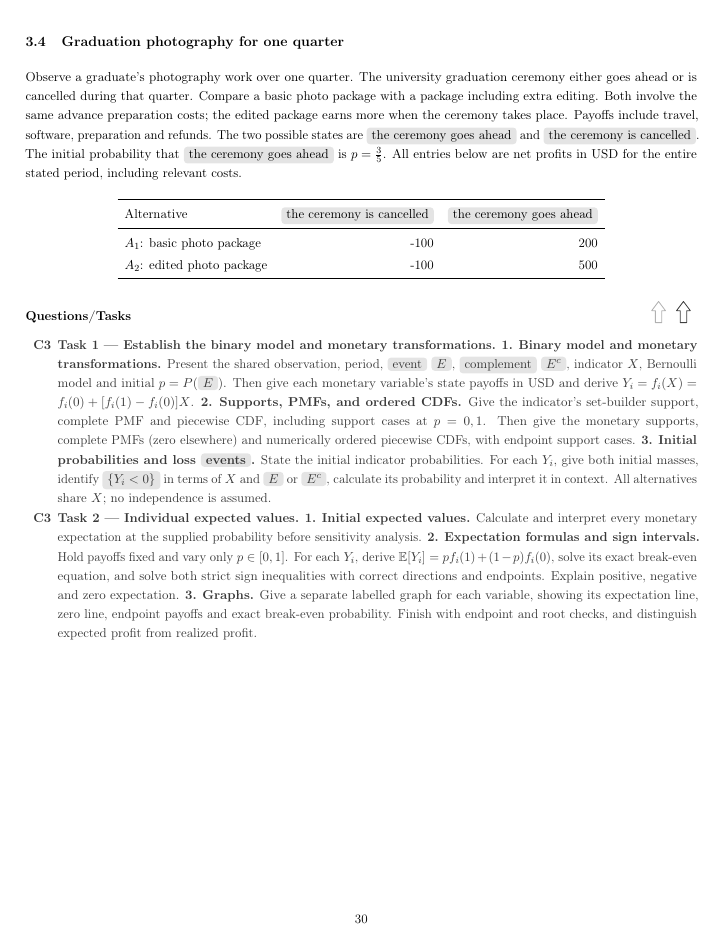 3.4 Graduation photography for one quarter
Observe a graduate's photography work over one quarter. The university graduation ceremony either goes ahead or is
cancelled during that quarter. Compare a basic photo package with a package including extra editing. Both involve the
same advance preparation costs; the edited package earns more when the ceremony takes place. Payoffs include travel,
software, preparation and refunds. The two possible states are the ceremony goes ahead and the ceremony is cancelled.
The initial probability that the ceremony goes ahead is p = 3/5. All entries below are net profits in USD for the entire
stated period, including relevant costs.
Alternative the ceremony is cancelled the ceremony goes ahead
A₁: basic photo package -100 200
A₂: edited photo package -100 500
Questions/Tasks
C3 Task 1 — Establish the binary model and monetary transformations. 1. Binary model and monetary
transformations. Present the shared observation, period, event E, complement Eᶜ, indicator X, Bernoulli
model and initial p = P(E). Then give each monetary variable's state payoffs in USD and derive Yᵢ = fᵢ(X) =
fᵢ(0) + [fᵢ(1) − fᵢ(0)]X. 2. Supports, PMFs, and ordered CDFs. Give the indicator's set-builder support,
complete PMF and piecewise CDF, including support cases at p = 0, 1. Then give the monetary supports,
complete PMFs (zero elsewhere) and numerically ordered piecewise CDFs, with endpoint support cases. 3. Initial
probabilities and loss events. State the initial indicator probabilities. For each Yᵢ, give both initial masses,
identify {Yᵢ < 0} in terms of X and E or Eᶜ, calculate its probability and interpret it in context. All alternatives
share X; no independence is assumed.
C3 Task 2 — Individual expected values. 1. Initial expected values. Calculate and interpret every monetary
expectation at the supplied probability before sensitivity analysis. 2. Expectation formulas and sign intervals.
Hold payoffs fixed and vary only p ∈ [0, 1]. For each Yᵢ, derive 𝔼[Yᵢ] = pfᵢ(1)+(1−p)fᵢ(0), solve its exact break-even
equation, and solve both strict sign inequalities with correct directions and endpoints. Explain positive, negative
and zero expectation. 3. Graphs. Give a separate labelled graph for each variable, showing its expectation line,
zero line, endpoint payoffs and exact break-even probability. Finish with endpoint and root checks, and distinguish
expected profit from realized profit.
30